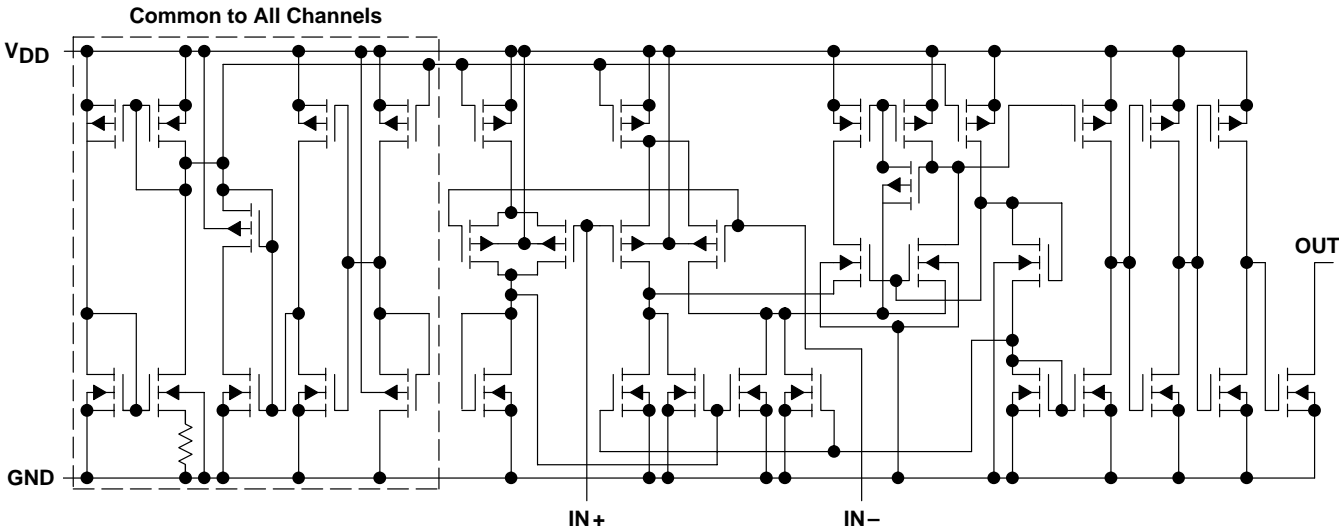 Common to All Channels
VDD
OUT
GND
IN+
IN−